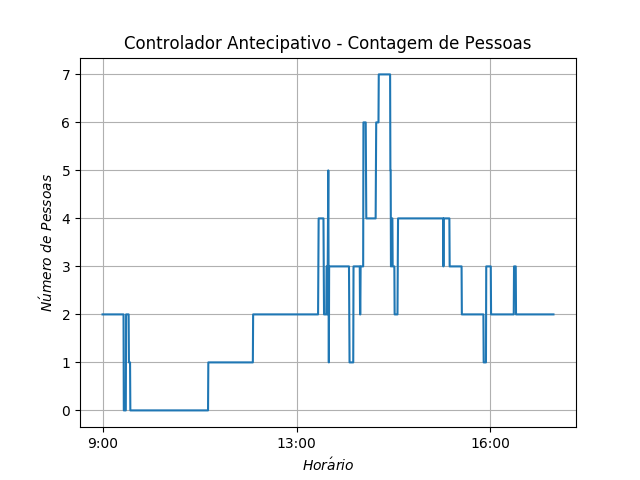 Controlador Antecipativo - Contagem de Pessoas
7
6
5
4
3
2
1
0
Número de Pessoas
9:00 13:00 16:00
Horário